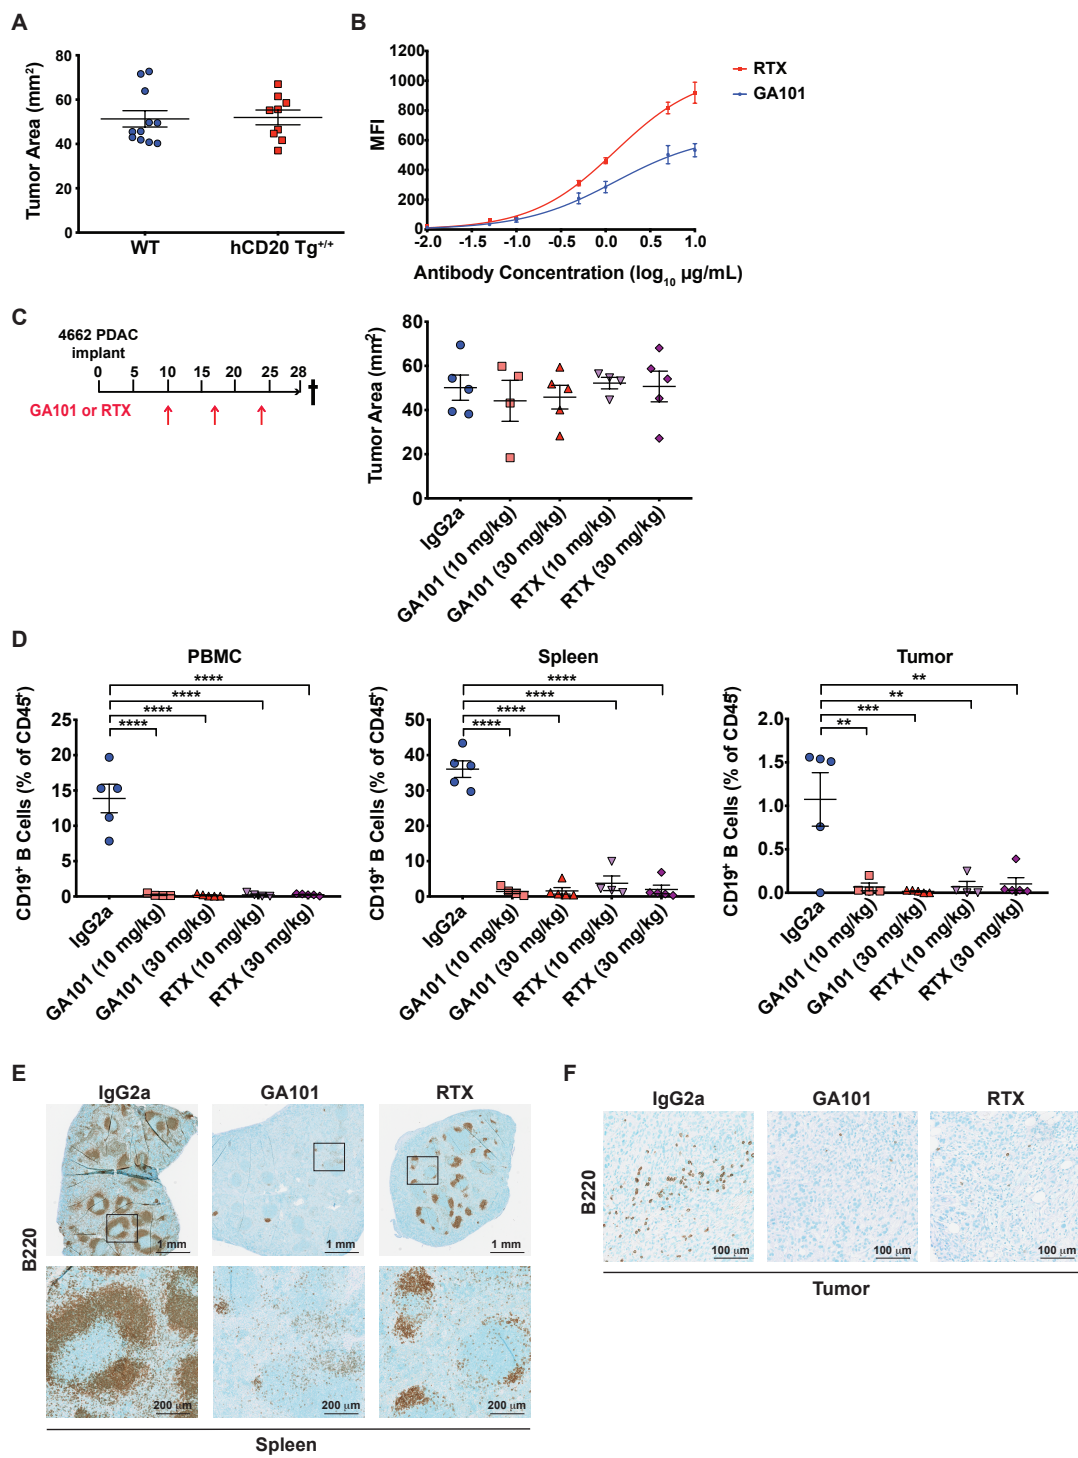 A
80
60
40
20
0
Tumor Area (mm²)
WT
hCD20 Tg⁺/⁺
B
1200
1000
800
600
400
200
0
MFI
-2.0
-1.5
-1.0
-0.5
0.0
0.5
1.0
Antibody Concentration (log₁₀ µg/mL)
RTX
GA101
C
4662 PDAC
implant
0 5 10 15 20 25 28
GA101 or RTX
80
60
40
20
0
Tumor Area (mm²)
IgG2a
GA101 (10 mg/kg)
GA101 (30 mg/kg)
RTX (10 mg/kg)
RTX (30 mg/kg)
D
PBMC
****
****
****
****
25
20
15
10
5
0
CD19⁺ B Cells (% of CD45⁺)
IgG2a
GA101 (10 mg/kg)
GA101 (30 mg/kg)
RTX (10 mg/kg)
RTX (30 mg/kg)
Spleen
****
****
****
****
50
40
30
20
10
0
CD19⁺ B Cells (% of CD45⁺)
IgG2a
GA101 (10 mg/kg)
GA101 (30 mg/kg)
RTX (10 mg/kg)
RTX (30 mg/kg)
Tumor
**
**
***
**
2.0
1.5
1.0
0.5
0.0
CD19⁺ B Cells (% of CD45⁺)
IgG2a
GA101 (10 mg/kg)
GA101 (30 mg/kg)
RTX (10 mg/kg)
RTX (30 mg/kg)
E
IgG2a GA101 RTX
B220
1 mm
1 mm
1 mm
200 µm
200 µm
200 µm
Spleen
F
IgG2a GA101 RTX
B220
100 µm
100 µm
100 µm
Tumor